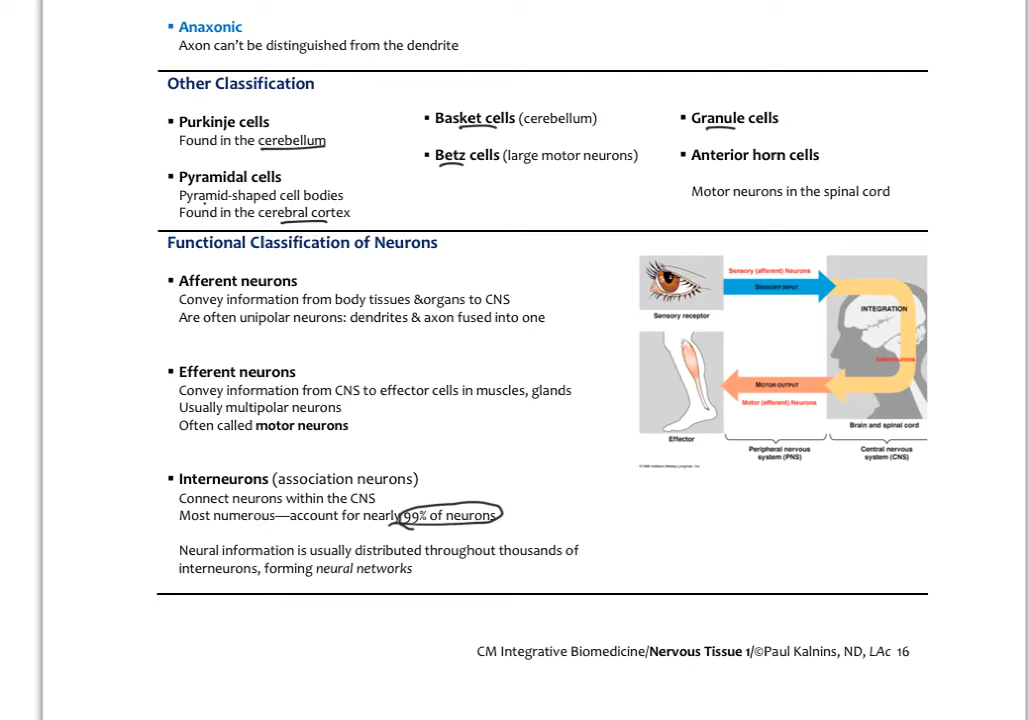 ▪ Anaxonic
Axon can't be distinguished from the dendrite
Other Classification
▪ Purkinje cells
Found in the cerebellum
▪ Pyramidal cells
Pyramid-shaped cell bodies
Found in the cerebral cortex
▪ Basket cells (cerebellum)
▪ Betz cells (large motor neurons)
▪ Granule cells
▪ Anterior horn cells
Motor neurons in the spinal cord
Functional Classification of Neurons
▪ Afferent neurons
Convey information from body tissues &organs to CNS
Are often unipolar neurons: dendrites & axon fused into one
▪ Efferent neurons
Convey information from CNS to effector cells in muscles, glands
Usually multipolar neurons
Often called motor neurons
▪ Interneurons (association neurons)
Connect neurons within the CNS
Most numerous—account for nearly 99% of neurons
Neural information is usually distributed throughout thousands of
interneurons, forming neural networks
Sensory (afferent) Neurons
SENSORY INPUT
Sensory receptor
INTEGRATION
Interneurons
MOTOR OUTPUT
Motor (efferent) Neurons
Brain and spinal cord
Effector
Peripheral nervous
system (PNS)
Central nervous
system (CNS)
CM Integrative Biomedicine/Nervous Tissue 1/©Paul Kalnins, ND, LAc 16